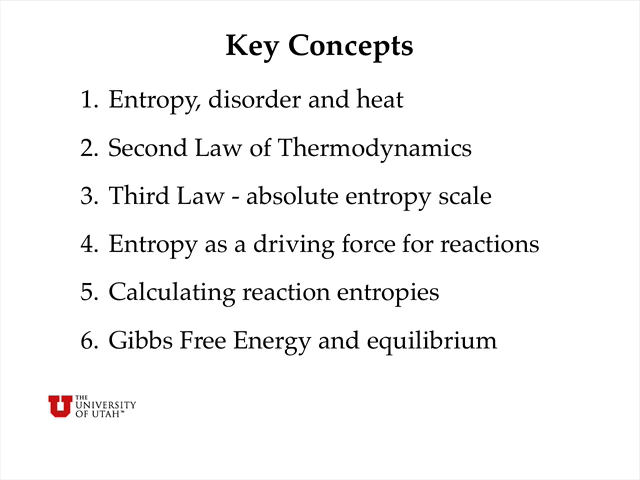 Key Concepts
1. Entropy, disorder and heat
2. Second Law of Thermodynamics
3. Third Law - absolute entropy scale
4. Entropy as a driving force for reactions
5. Calculating reaction entropies
6. Gibbs Free Energy and equilibrium
U
THE
UNIVERSITY
OF UTAH™